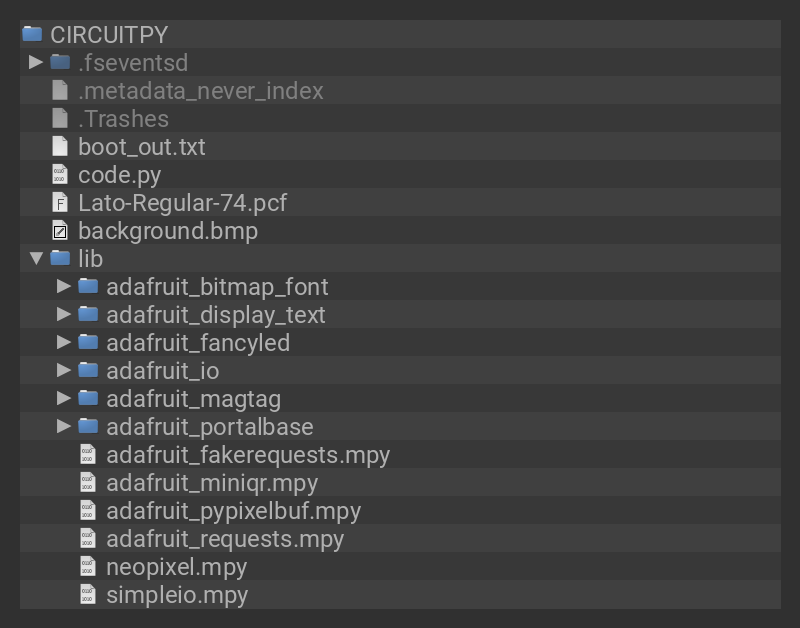 CIRCUITPY
.fseventsd
.metadata_never_index
.Trashes
boot_out.txt
code.py
Lato-Regular-74.pcf
background.bmp
lib
adafruit_bitmap_font
adafruit_display_text
adafruit_fancyled
adafruit_io
adafruit_magtag
adafruit_portalbase
adafruit_fakerequests.mpy
adafruit_miniqr.mpy
adafruit_pypixelbuf.mpy
adafruit_requests.mpy
neopixel.mpy
simpleio.mpy